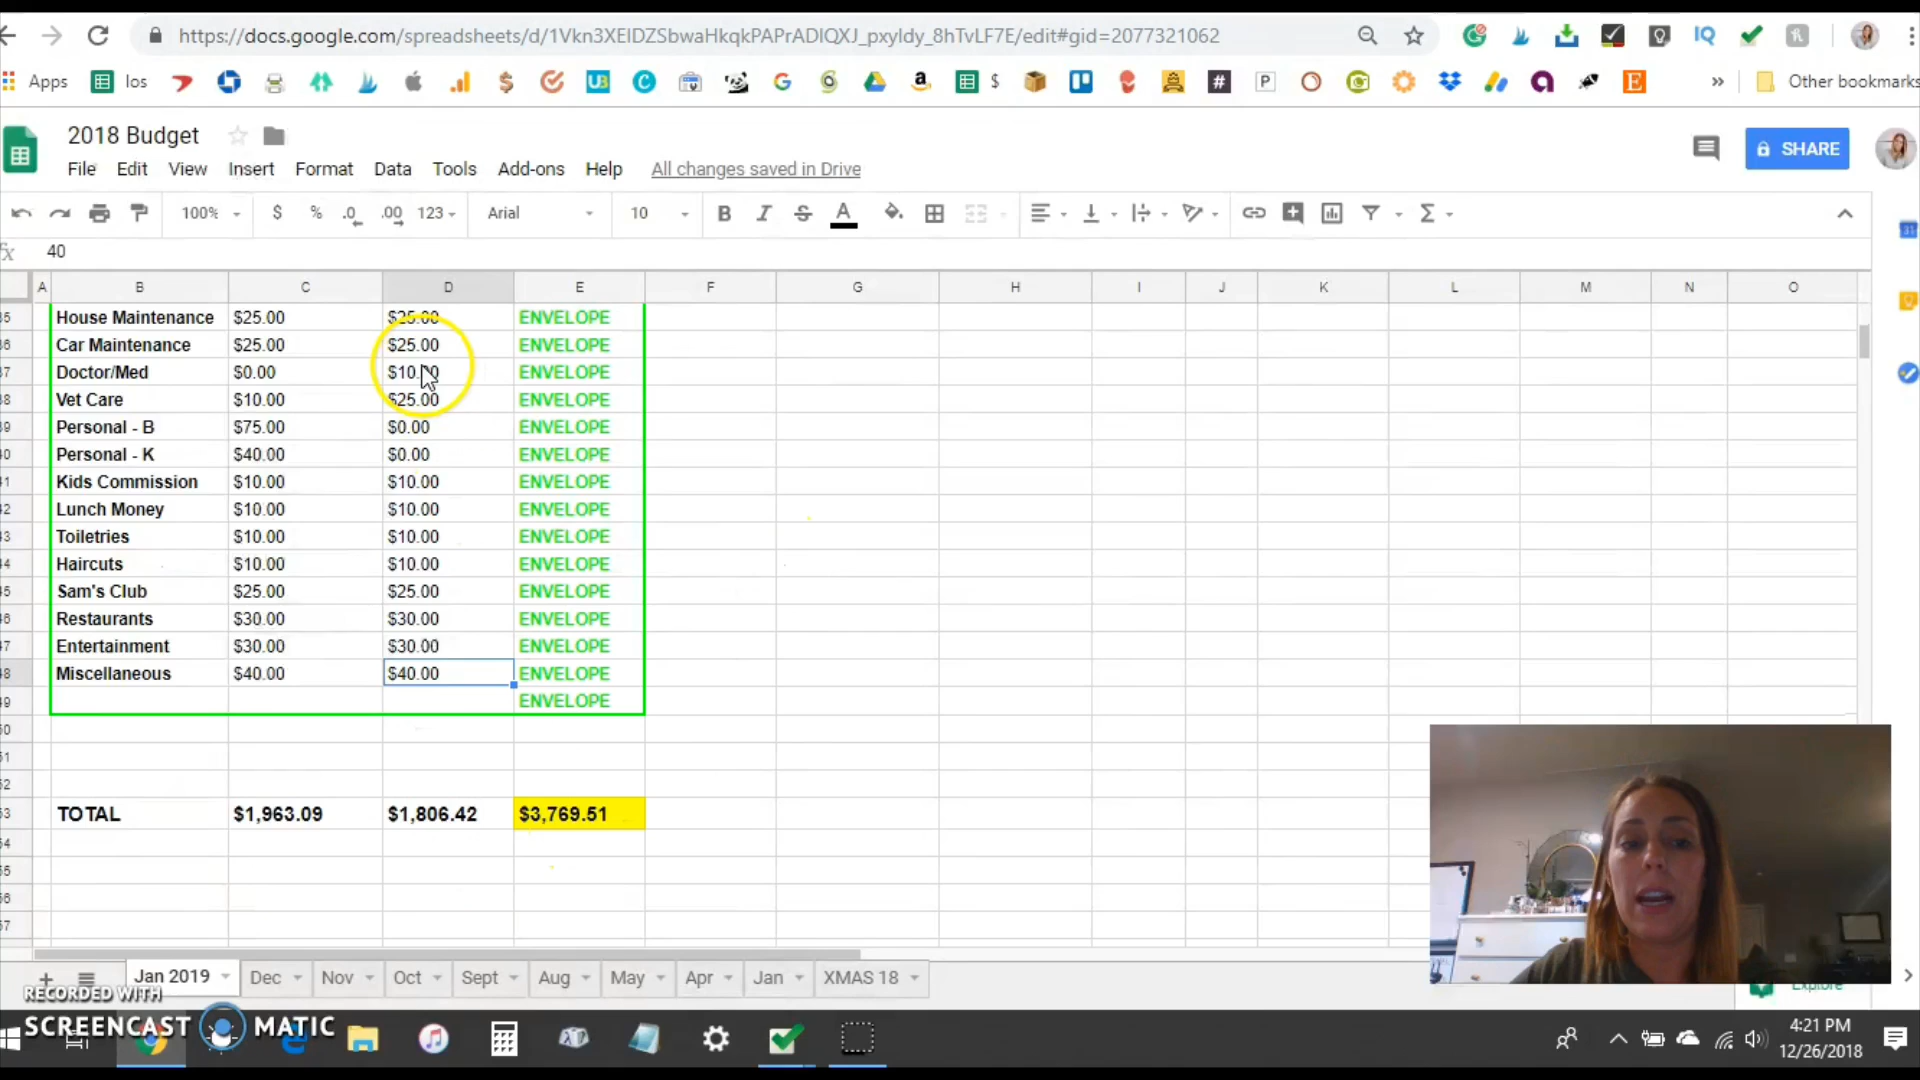 https://docs.google.com/spreadsheets/d/1Vkn3XEIDZSbwaHkqkPAPrADIQXJ_pxyIdy_8hTvLF7E/edit#gid=2077321062
Apps los $ Other bookmarks
2018 Budget
File Edit View Insert Format Data Tools Add-ons Help All changes saved in Drive
SHARE
100% $ % .0 .00 123 Arial 10 B I S A
fx 40
A B C D E F G H I J K L M N O
House Maintenance $25.00 $25.00 ENVELOPE
Car Maintenance $25.00 $25.00 ENVELOPE
Doctor/Med $0.00 $10.00 ENVELOPE
Vet Care $10.00 $25.00 ENVELOPE
Personal - B $75.00 $0.00 ENVELOPE
Personal - K $40.00 $0.00 ENVELOPE
Kids Commission $10.00 $10.00 ENVELOPE
Lunch Money $10.00 $10.00 ENVELOPE
Toiletries $10.00 $10.00 ENVELOPE
Haircuts $10.00 $10.00 ENVELOPE
Sam's Club $25.00 $25.00 ENVELOPE
Restaurants $30.00 $30.00 ENVELOPE
Entertainment $30.00 $30.00 ENVELOPE
Miscellaneous $40.00 $40.00 ENVELOPE
ENVELOPE
TOTAL $1,963.09 $1,806.42 $3,769.51
Jan 2019 Dec Nov Oct Sept Aug May Apr Jan XMAS 18
Explore
RECORDED WITH
SCREENCAST MATIC
4:21 PM
12/26/2018